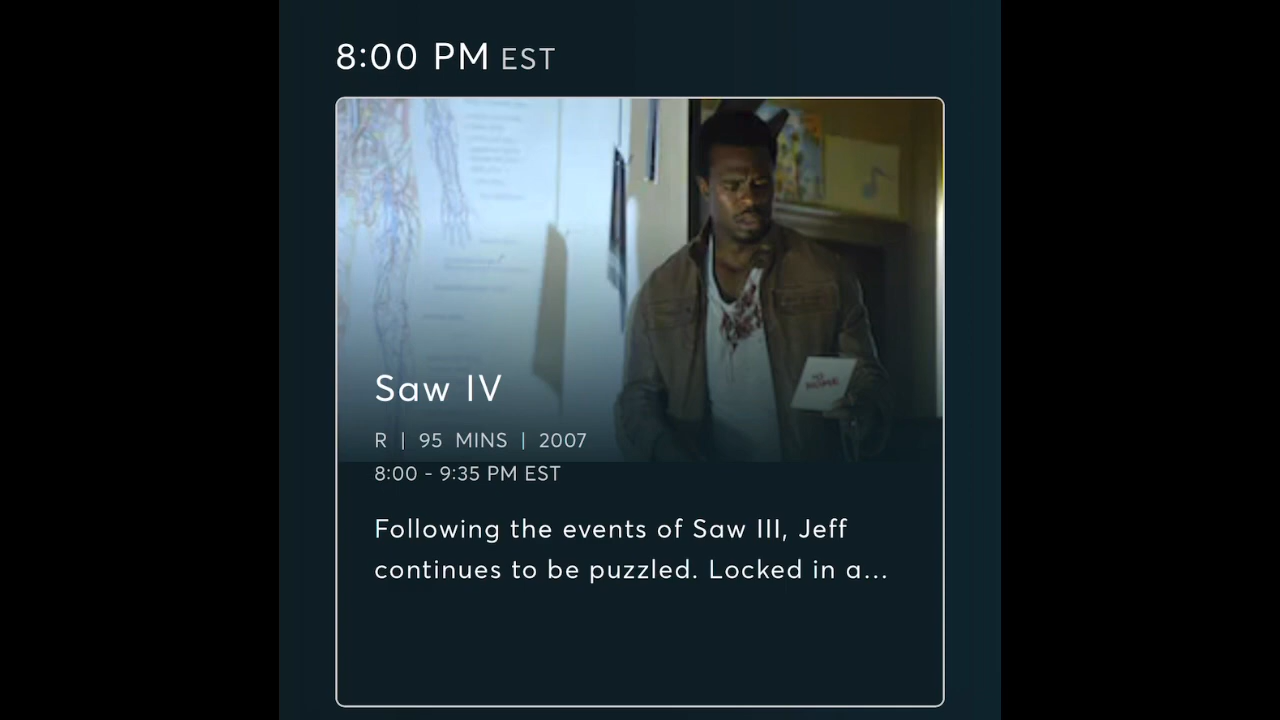 8:00 PM EST
Saw IV
R | 95 MINS | 2007
8:00 - 9:35 PM EST
Following the events of Saw III, Jeff
continues to be puzzled. Locked in a...